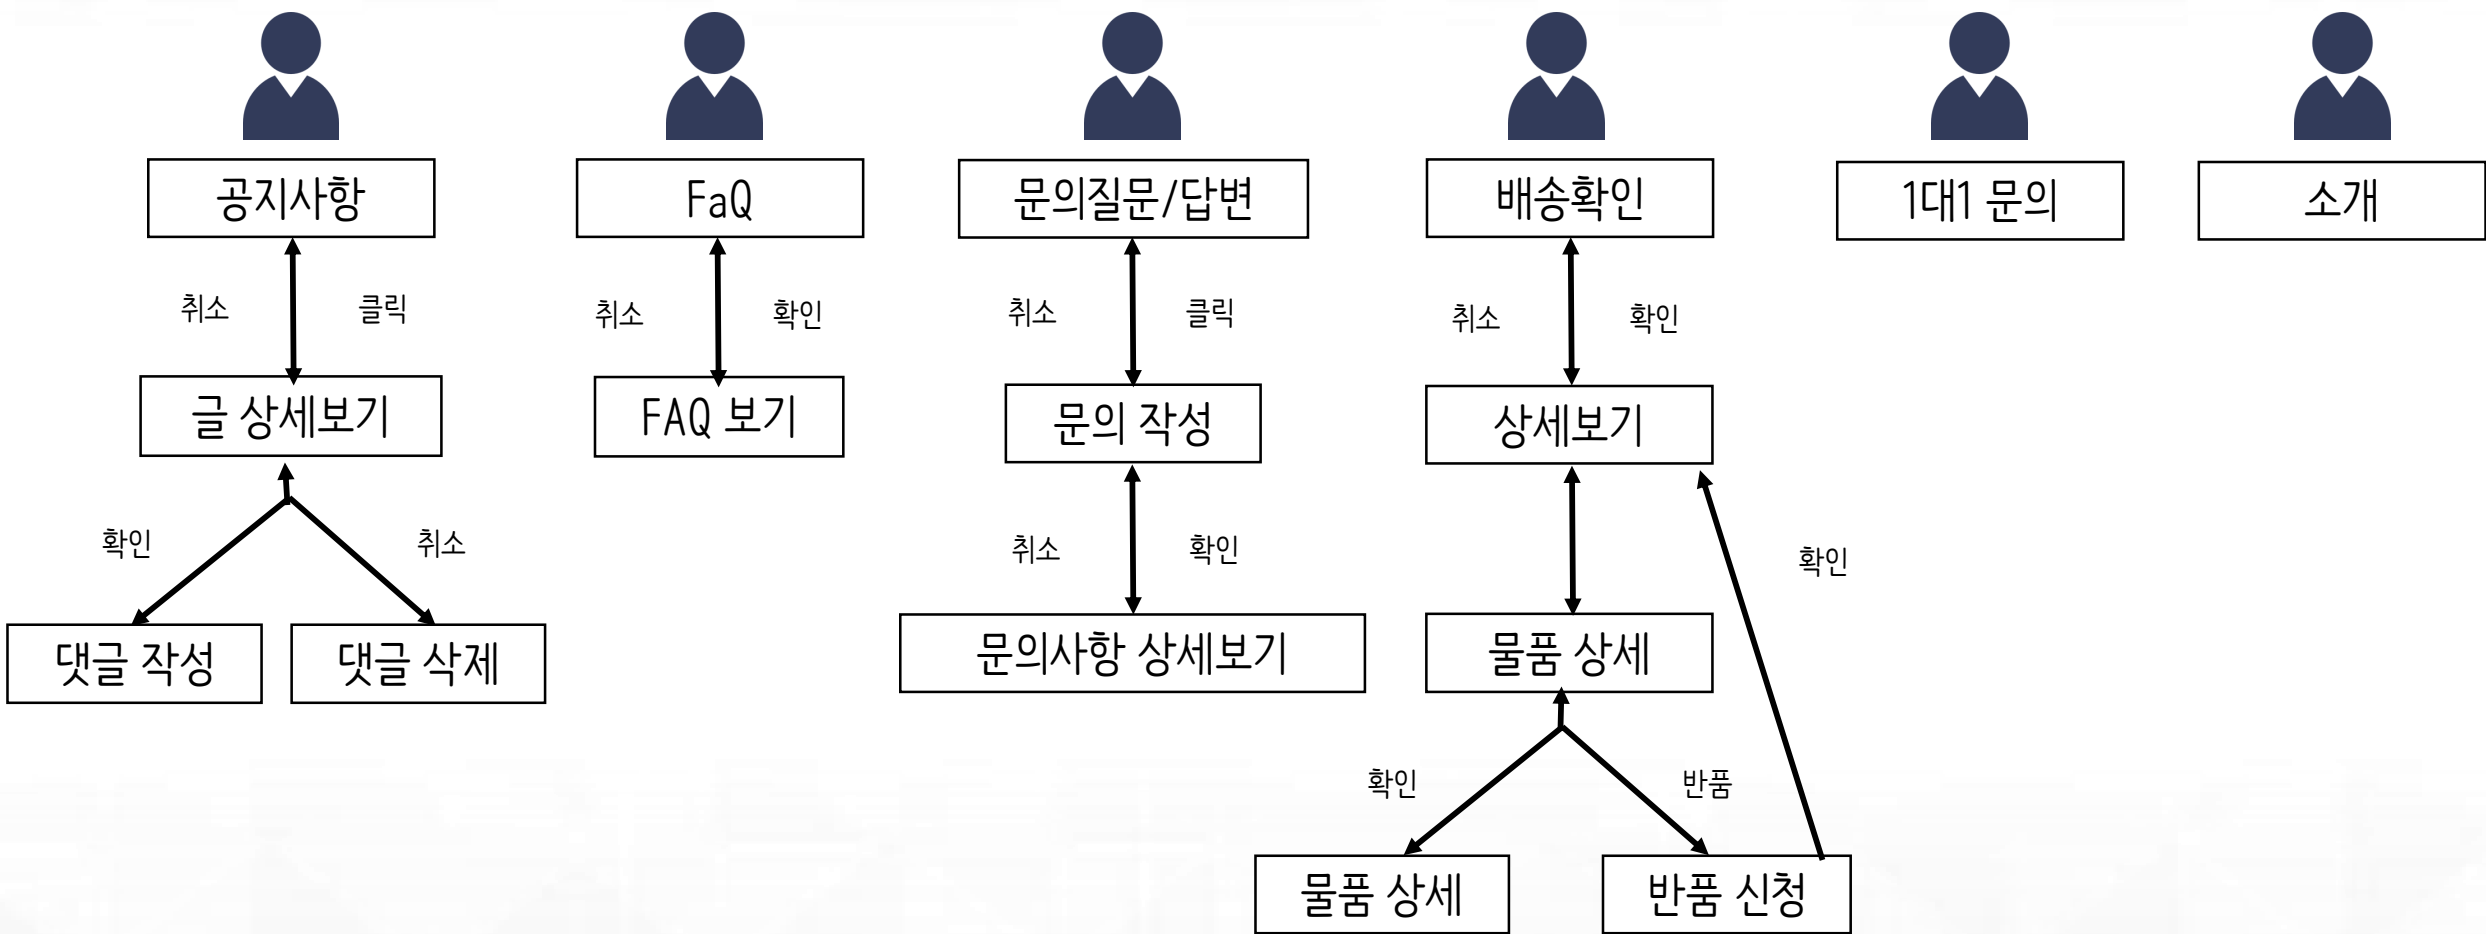 공지사항
FaQ
문의질문/답변
배송확인
1대1 문의
소개
취소
클릭
취소
확인
취소
클릭
취소
확인
글 상세보기
FAQ 보기
문의 작성
상세보기
확인
취소
취소
확인
확인
댓글 작성
댓글 삭제
문의사항 상세보기
물품 상세
확인
반품
물품 상세
반품 신청